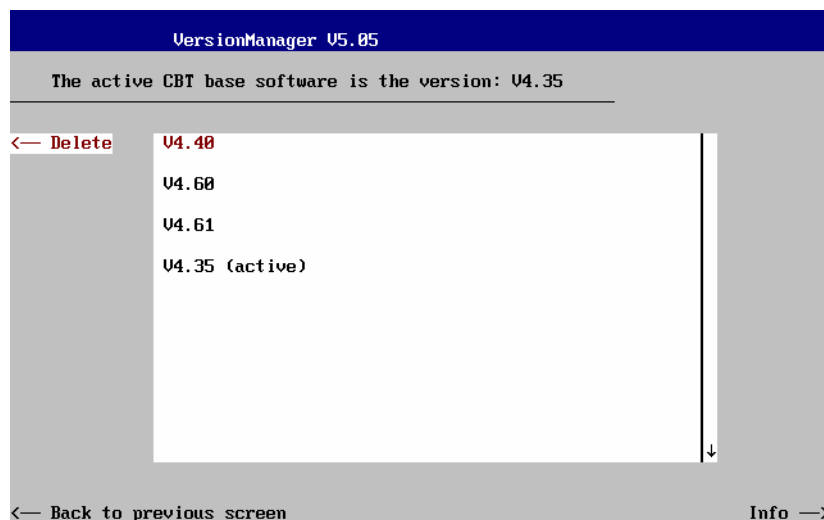 VersionManager V5.05
The active CBT base software is the version: V4.35
<-- Delete V4.40
V4.60
V4.61
V4.35 (active)
↓
<-- Back to previous screen Info -->